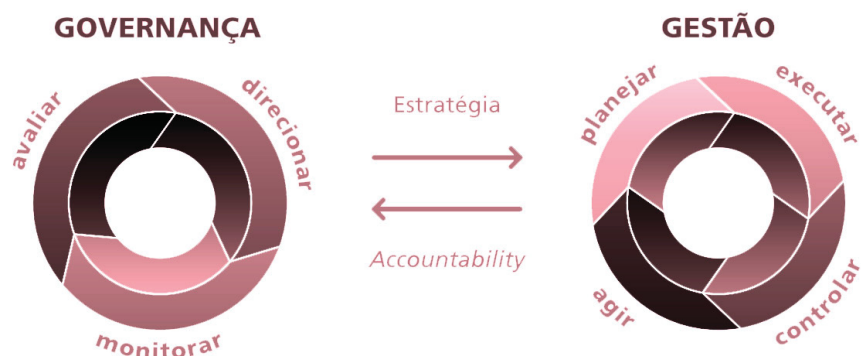 GOVERNANÇA
avaliar
direcionar
monitorar
Estratégia
Accountability
GESTÃO
planejar
executar
controlar
agir